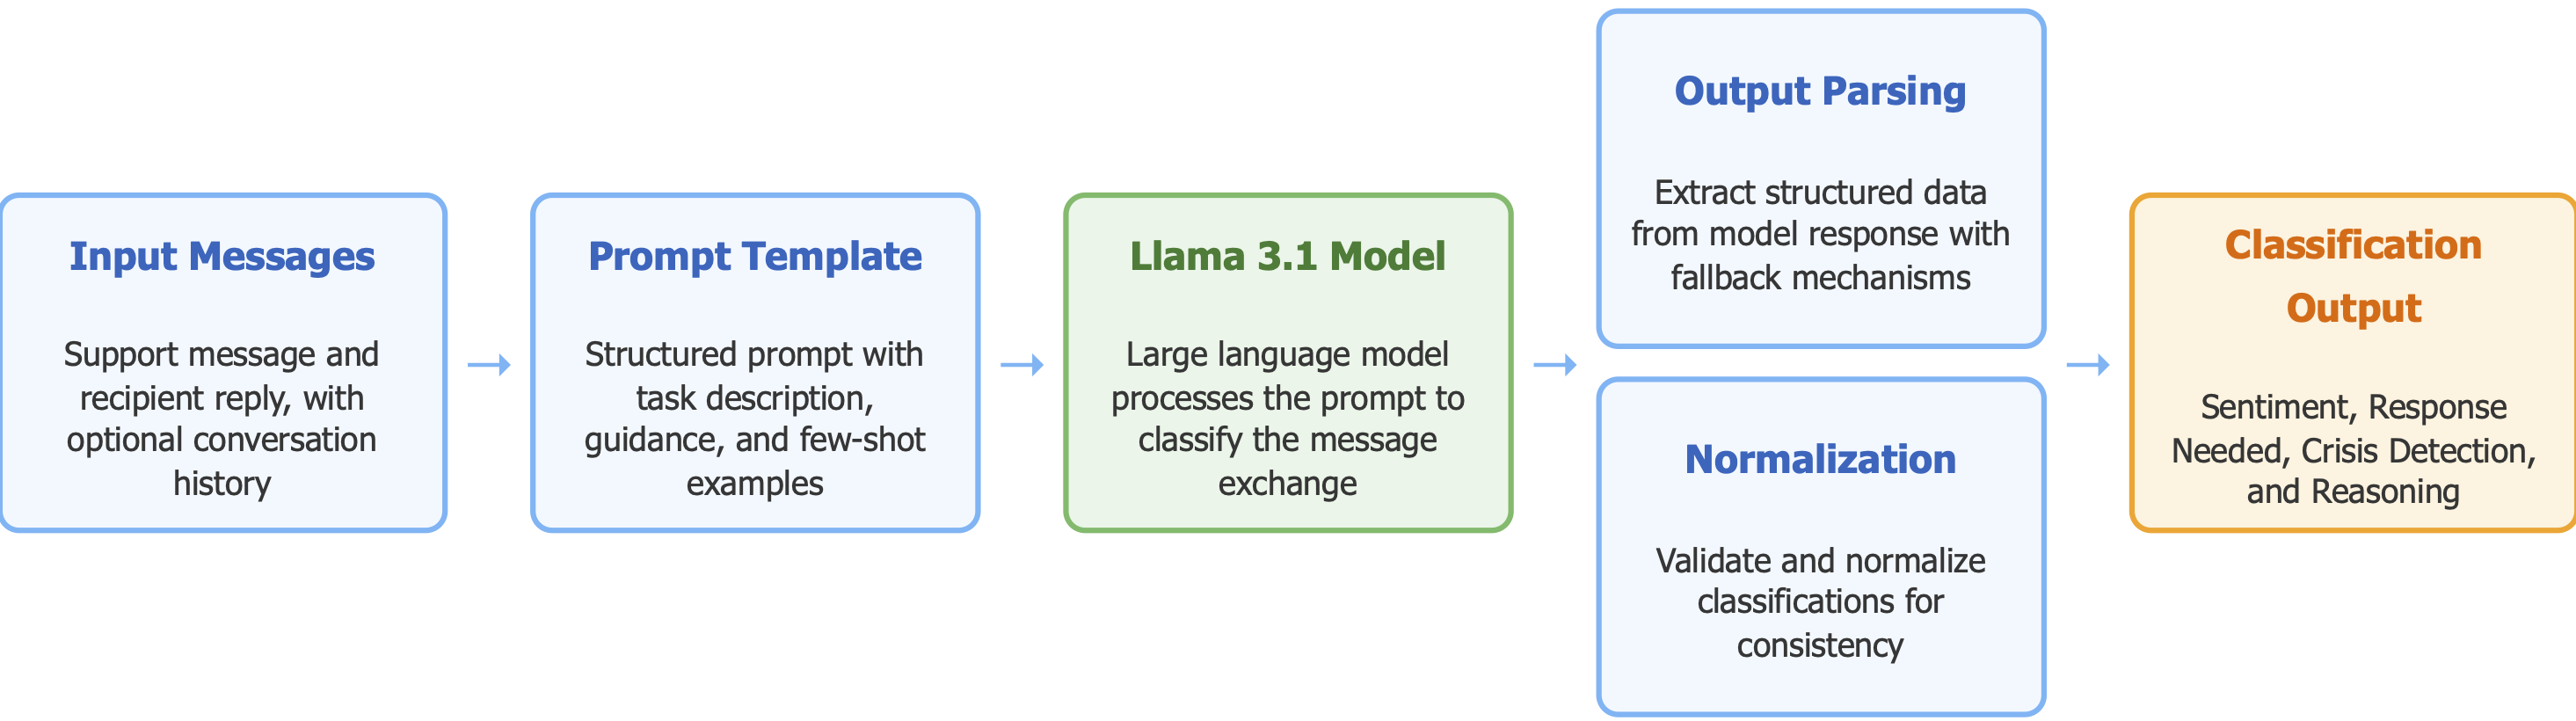 Input Messages
Support message and
recipient reply, with
optional conversation
history
Prompt Template
Structured prompt with
task description,
guidance, and few-shot
examples
Llama 3.1 Model
Large language model
processes the prompt to
classify the message
exchange
Output Parsing
Extract structured data
from model response with
fallback mechanisms
Normalization
Validate and normalize
classifications for
consistency
Classification
Output
Sentiment, Response
Needed, Crisis Detection,
and Reasoning